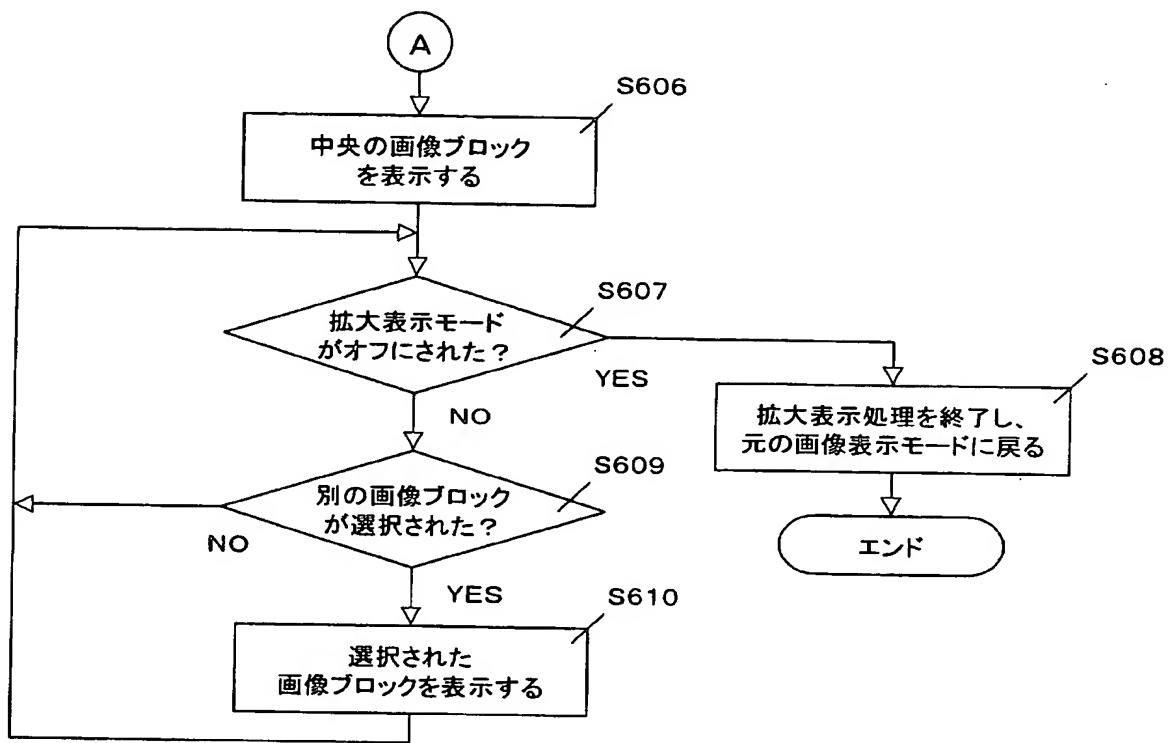 A
S606
中央の画像ブロック
を表示する
S607
拡大表示モード
がオフにされた？
YES
NO
S608
拡大表示処理を終了し、
元の画像表示モードに戻る
エンド
S609
別の画像ブロック
が選択された？
NO
YES
S610
選択された
画像ブロックを表示する